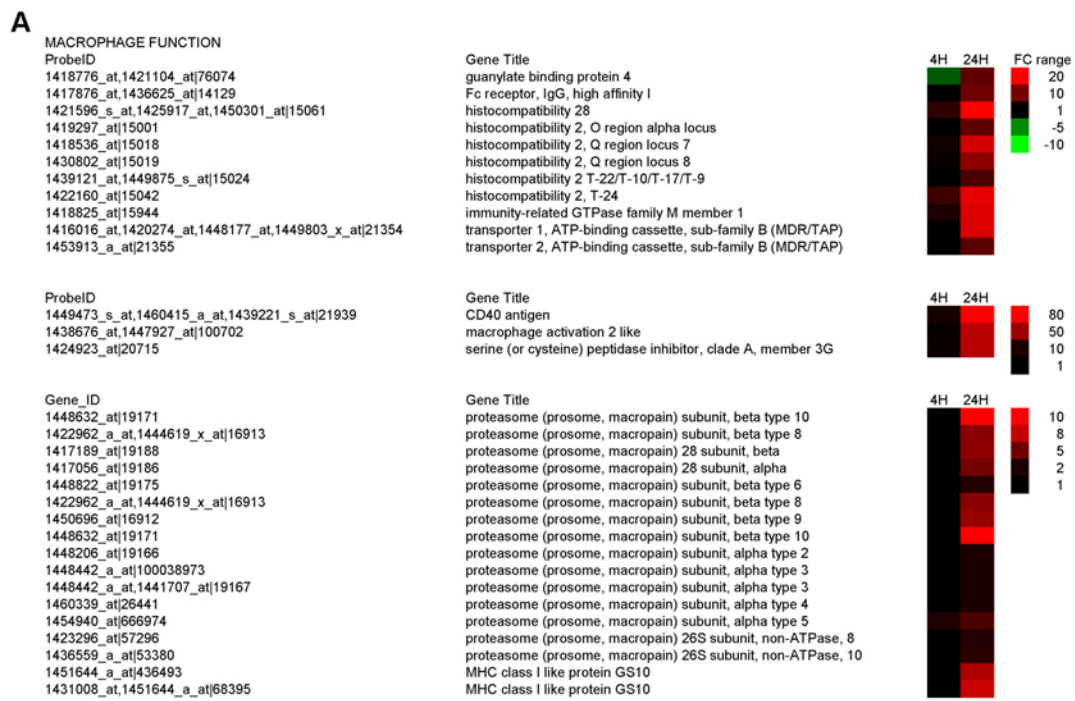 A
MACROPHAGE FUNCTION
ProbeID Gene Title 4H 24H FC range
1418776_at,1421104_at|76074 guanylate binding protein 4 20
1417876_at,1436625_at|14129 Fc receptor, IgG, high affinity I 10
1421596_s_at,1425917_at,1450301_at|15061 histocompatibility 28 1
1419297_at|15001 histocompatibility 2, O region alpha locus -5
1418536_at|15018 histocompatibility 2, Q region locus 7 -10
1430802_at|15019 histocompatibility 2, Q region locus 8
1439121_at,1449875_s_at|15024 histocompatibility 2 T-22/T-10/T-17/T-9
1422160_at|15042 histocompatibility 2, T-24
1418825_at|15944 immunity-related GTPase family M member 1
1416016_at,1420274_at,1448177_at,1449803_x_at|21354 transporter 1, ATP-binding cassette, sub-family B (MDR/TAP)
1453913_a_at|21355 transporter 2, ATP-binding cassette, sub-family B (MDR/TAP)
ProbeID Gene Title 4H 24H
1449473_s_at,1460415_a_at,1439221_s_at|21939 CD40 antigen 80
1438676_at,1447927_at|100702 macrophage activation 2 like 50
1424923_at|20715 serine (or cysteine) peptidase inhibitor, clade A, member 3G 10
1
Gene_ID Gene Title 4H 24H
1448632_at|19171 proteasome (prosome, macropain) subunit, beta type 10 10
1422962_a_at,1444619_x_at|16913 proteasome (prosome, macropain) subunit, beta type 8 8
1417189_at|19188 proteasome (prosome, macropain) 28 subunit, beta 5
1417056_at|19186 proteasome (prosome, macropain) 28 subunit, alpha 2
1448822_at|19175 proteasome (prosome, macropain) subunit, beta type 6 1
1422962_a_at,1444619_x_at|16913 proteasome (prosome, macropain) subunit, beta type 8
1450696_at|16912 proteasome (prosome, macropain) subunit, beta type 9
1448632_at|19171 proteasome (prosome, macropain) subunit, beta type 10
1448206_at|19166 proteasome (prosome, macropain) subunit, alpha type 2
1448442_a_at|100038973 proteasome (prosome, macropain) subunit, alpha type 3
1448442_a_at,1441707_at|19167 proteasome (prosome, macropain) subunit, alpha type 3
1460339_at|26441 proteasome (prosome, macropain) subunit, alpha type 4
1454940_at|666974 proteasome (prosome, macropain) subunit, alpha type 5
1423296_at|57296 proteasome (prosome, macropain) 26S subunit, non-ATPase, 8
1436559_a_at|53380 proteasome (prosome, macropain) 26S subunit, non-ATPase, 10
1451644_a_at|436493 MHC class I like protein GS10
1431008_at,1451644_a_at|68395 MHC class I like protein GS10